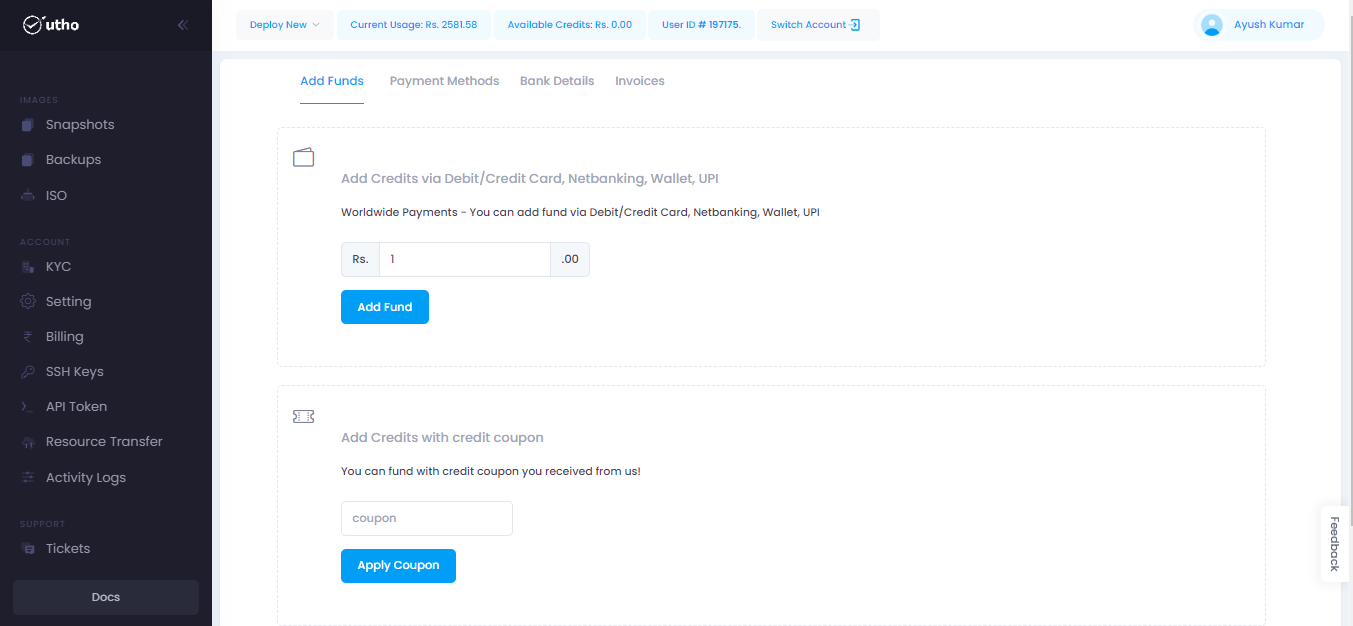 utho
Deploy New
Current Usage: Rs. 2581.58
Available Credits: Rs. 0.00
User ID # 197175.
Switch Account
Ayush Kumar
IMAGES
Snapshots
Backups
ISO
ACCOUNT
KYC
Setting
Billing
SSH Keys
API Token
Resource Transfer
Activity Logs
SUPPORT
Tickets
Docs
Add Funds
Payment Methods
Bank Details
Invoices
Add Credits via Debit/Credit Card, Netbanking, Wallet, UPI
Worldwide Payments - You can add fund via Debit/Credit Card, Netbanking, Wallet, UPI
Rs. 1 .00
Add Fund
Add Credits with credit coupon
You can fund with credit coupon you received from us!
coupon
Apply Coupon
Feedback